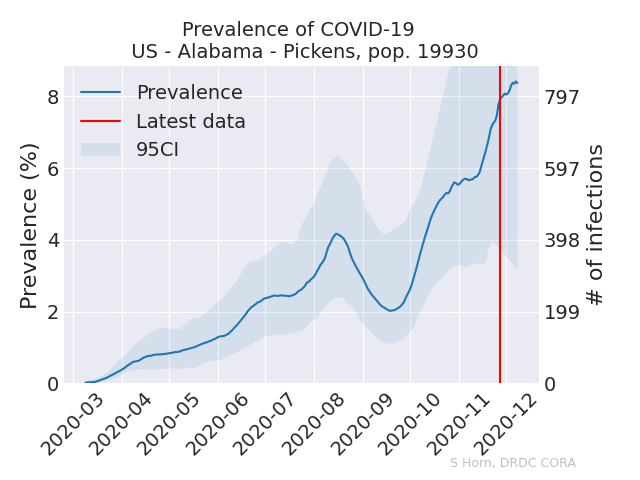 Prevalence of COVID-19
US - Alabama - Pickens, pop. 19930
Prevalence
Latest data
95CI
Prevalence (%)
8
6
4
2
0
# of infections
797
597
398
199
0
2020-03
2020-04
2020-05
2020-06
2020-07
2020-08
2020-09
2020-10
2020-11
2020-12
S Horn, DRDC CORA